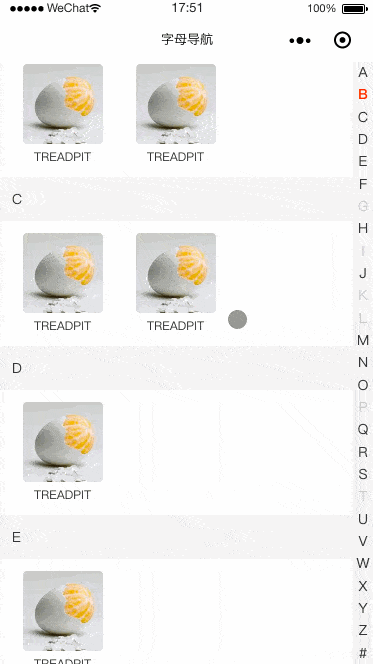 ●●●●● WeChat 17:51 100%
字母导航
TREADPIT TREADPIT
C
TREADPIT TREADPIT
D
TREADPIT
E
TREADPIT
A
B
C
D
E
F
G
H
I
J
K
L
M
N
O
P
Q
R
S
T
U
V
W
X
Y
Z
#